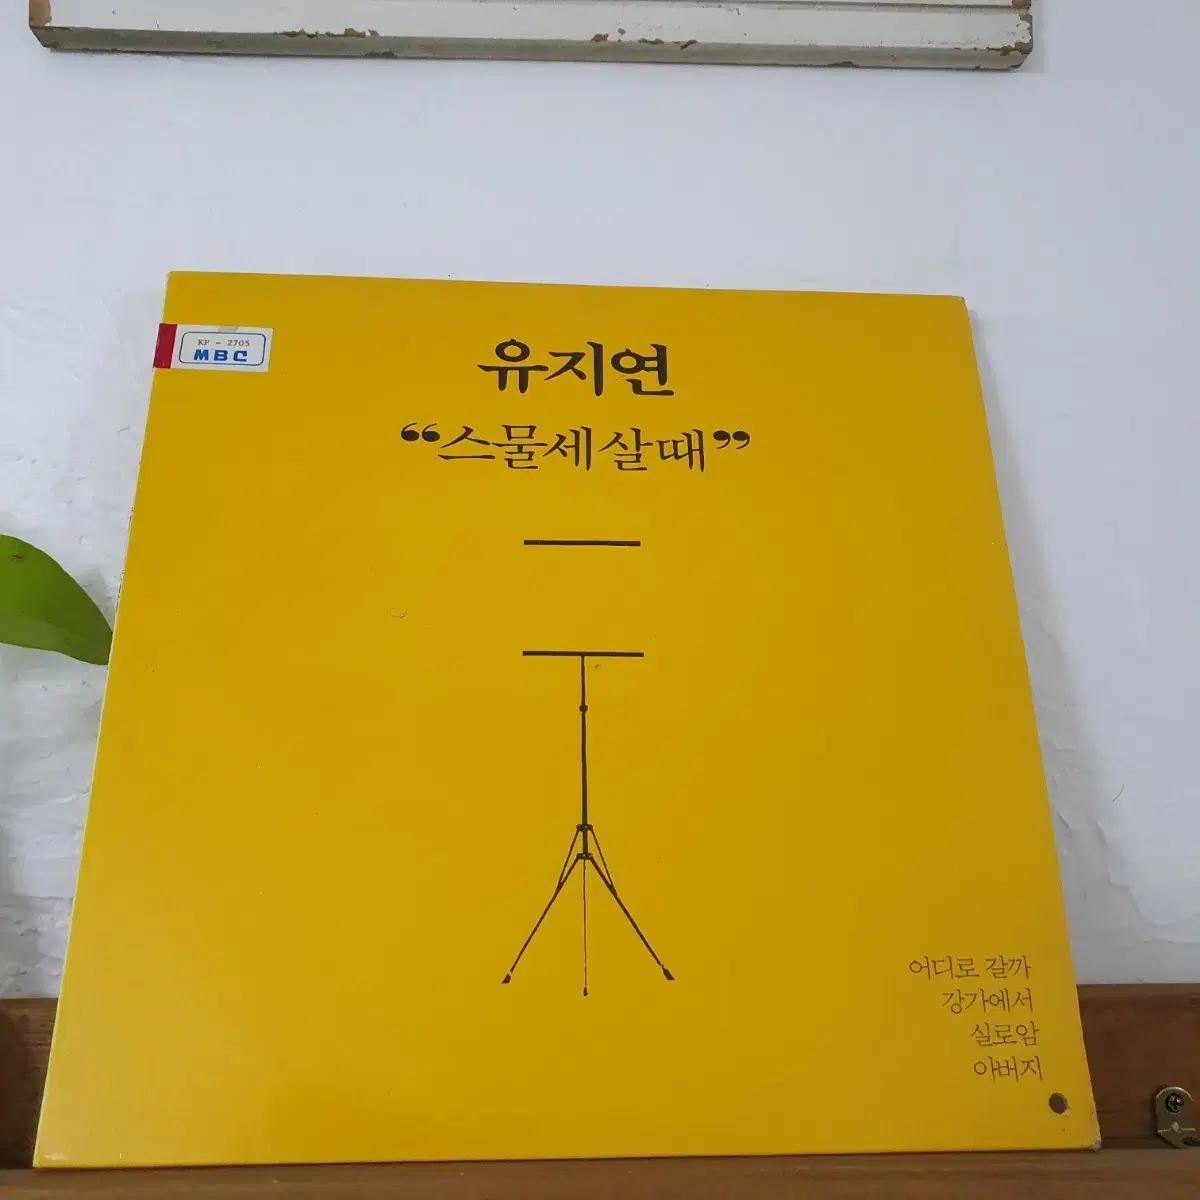 KP - 2705
MBC
유지연
“스물세살때”
어디로 갈까
강가에서
실로암
아버지